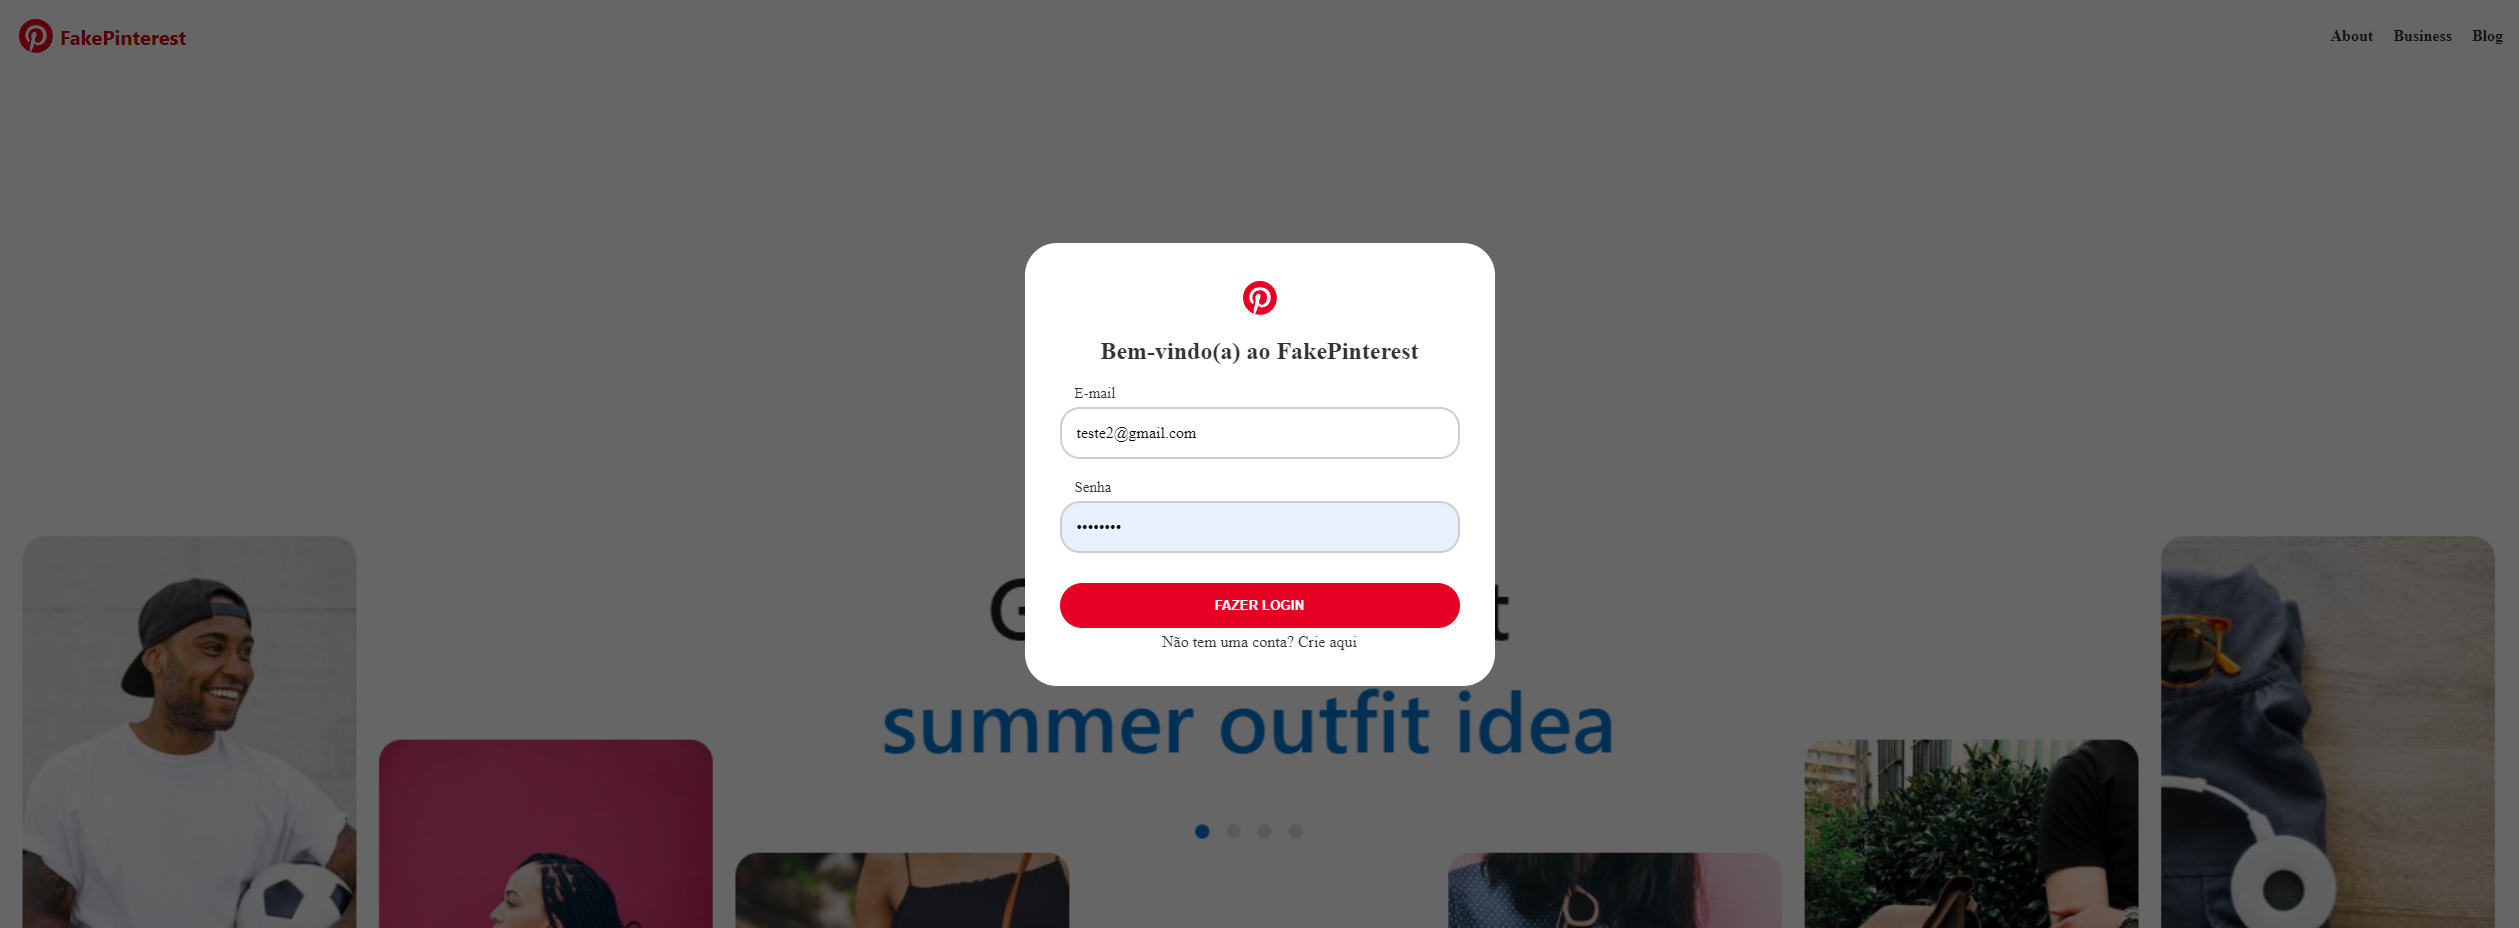 FakePinterest
About Business Blog
Bem-vindo(a) ao FakePinterest
E-mail
teste2@gmail.com
Senha
••••••••
FAZER LOGIN
Não tem uma conta? Crie aqui
summer outfit idea